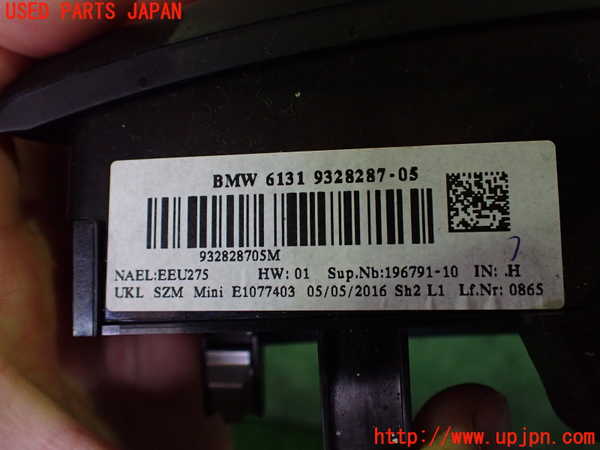 USED PARTS JAPAN
BMW 6131 9328287-05
932828705M
NAEL:EEU275 HW: 01 Sup.Nb:196791-10 IN: .H
UKL SZM Mini E1077403 05/05/2016 Sh2 L1 Lf.Nr: 0865
http://www.upjpn.com/